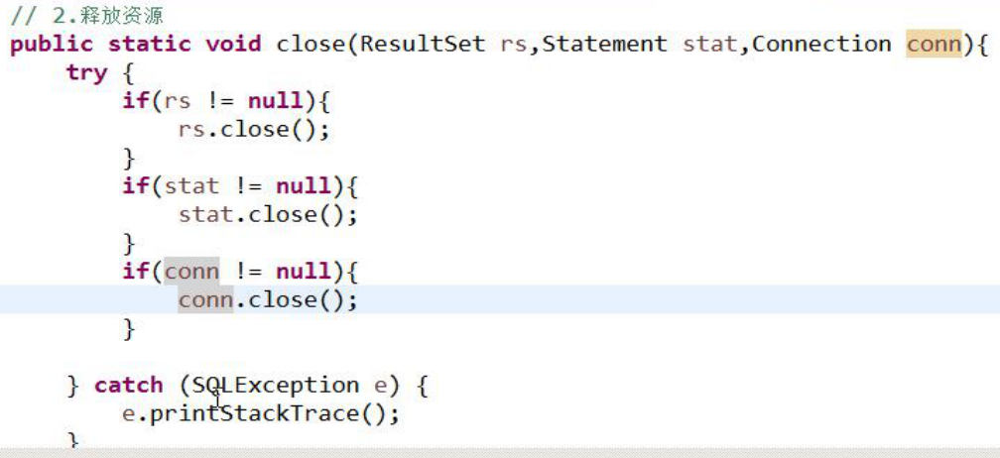 // 2.释放资源
public static void close(ResultSet rs,Statement stat,Connection conn){
    try {
        if(rs != null){
            rs.close();
        }
        if(stat != null){
            stat.close();
        }
        if(conn != null){
            conn.close();
        }
    } catch (SQLException e) {
        e.printStackTrace();
    }